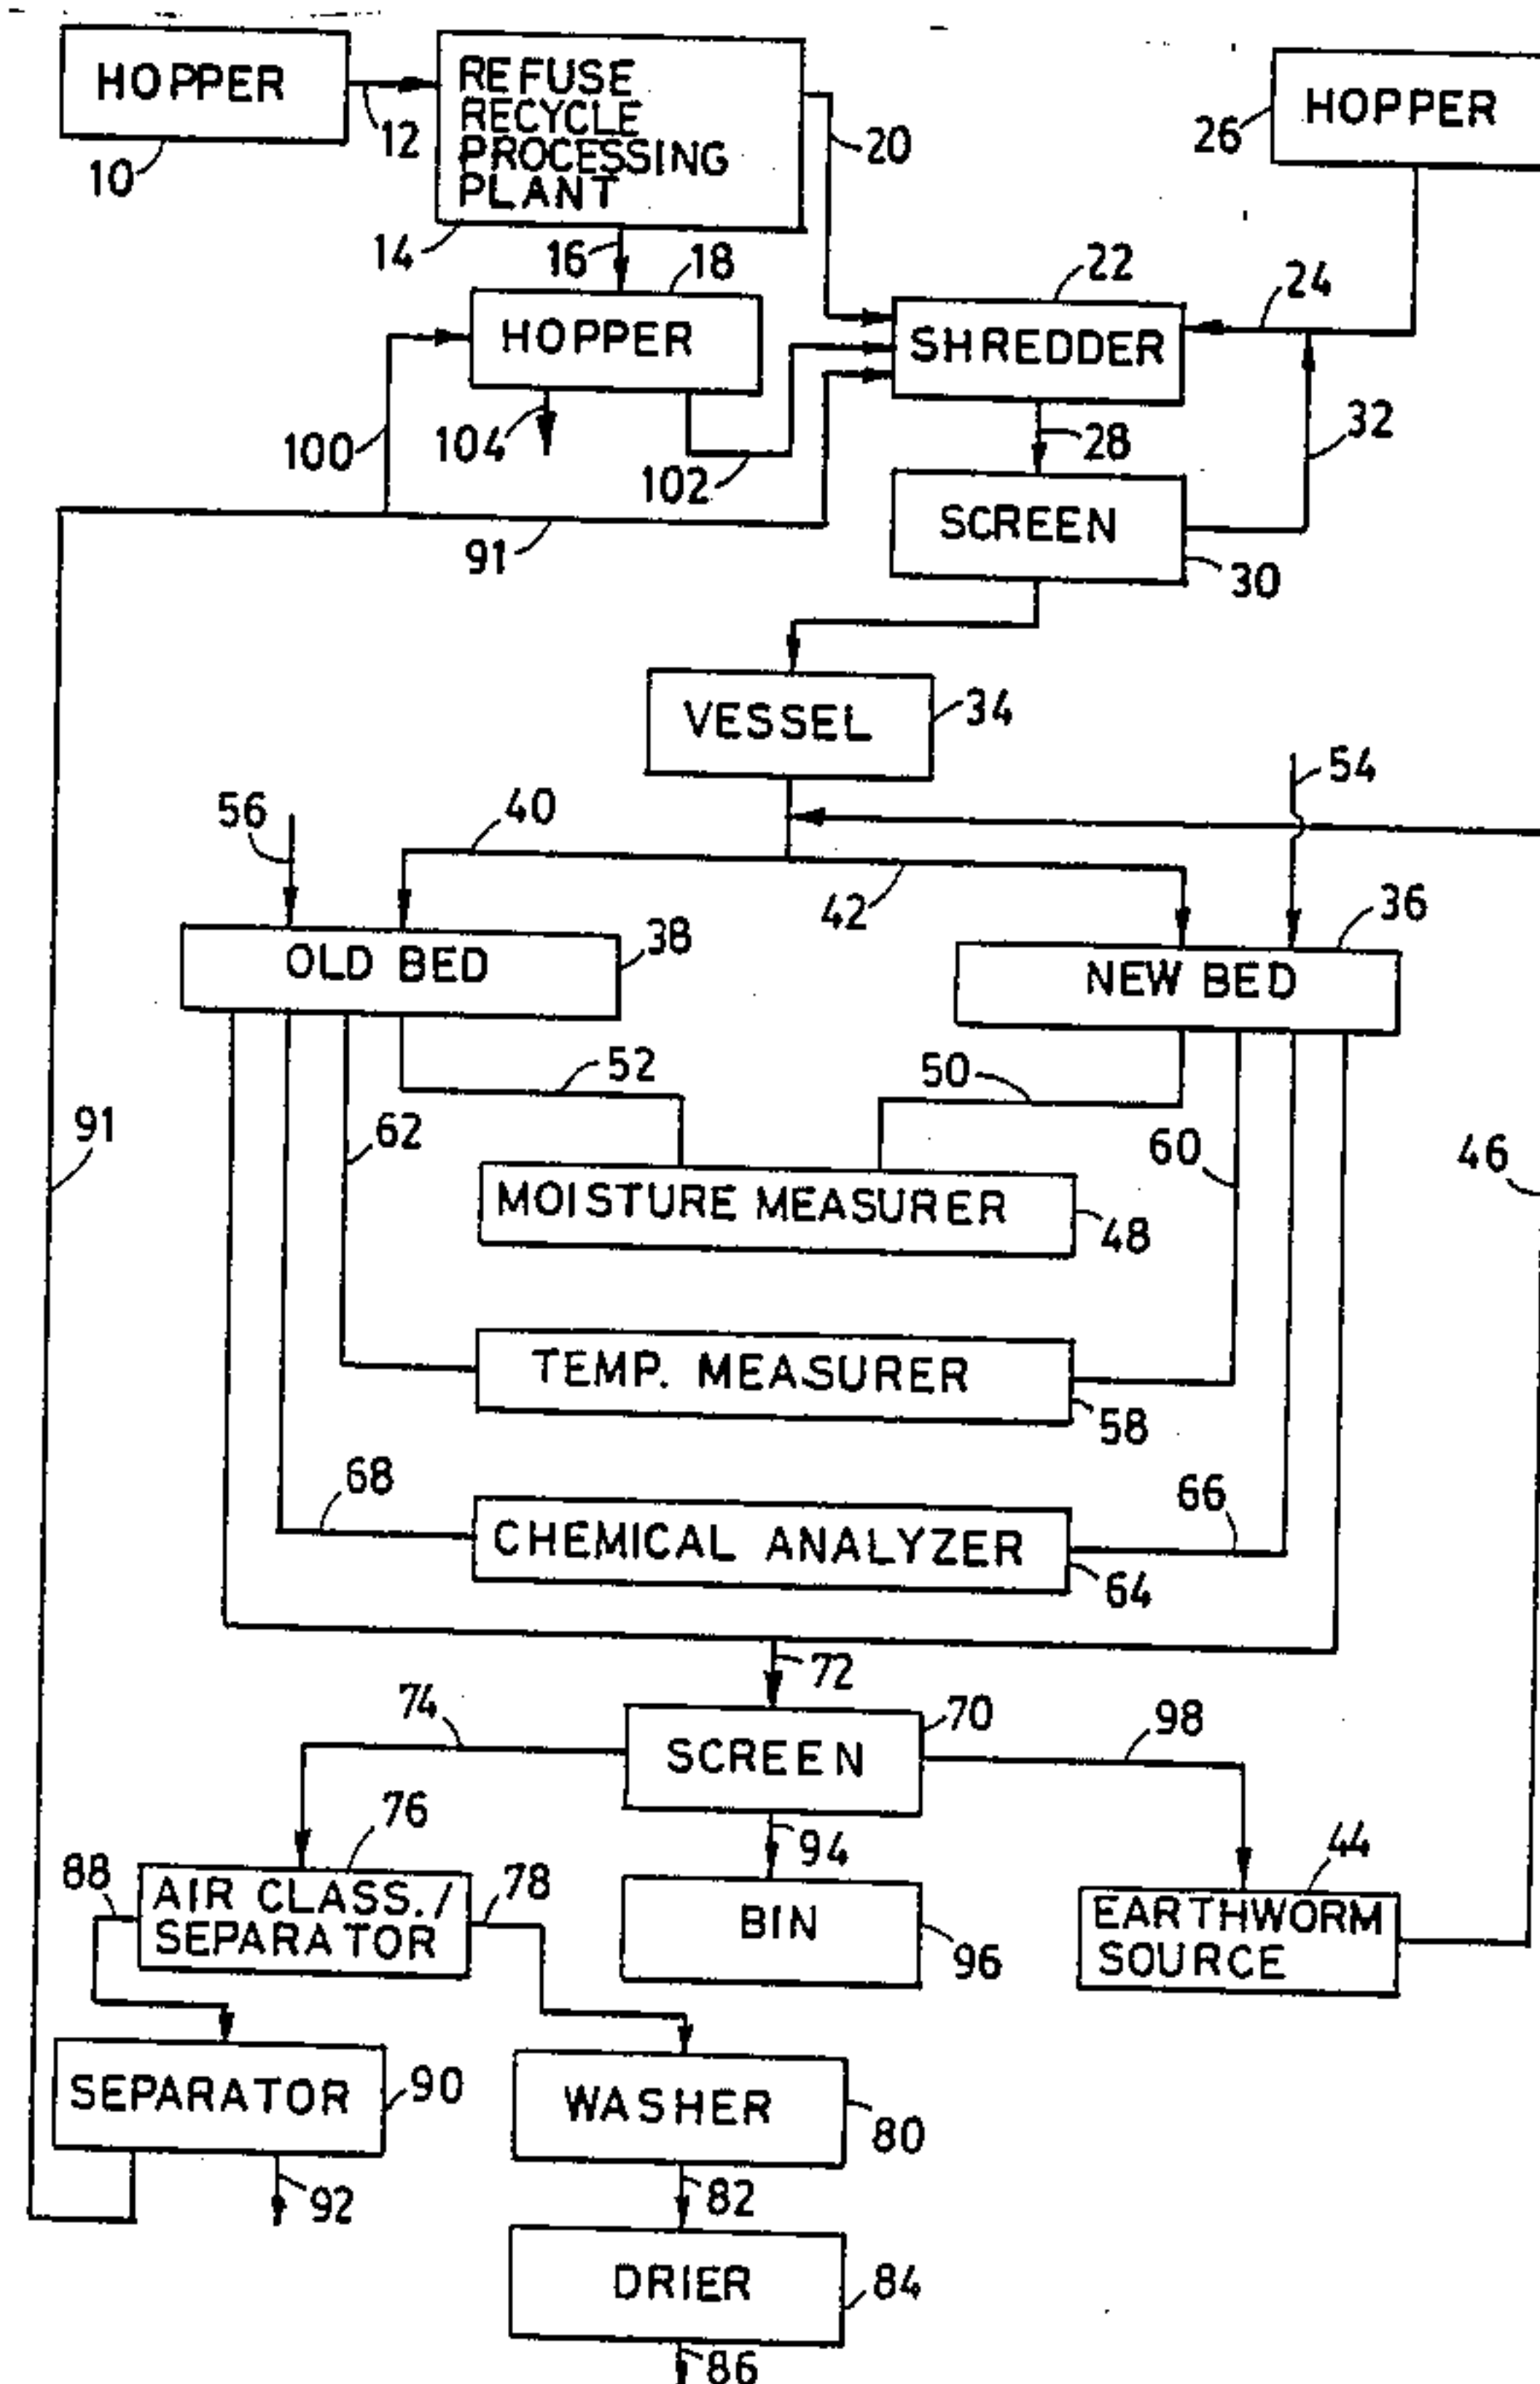 HOPPER
10
12
REFUSE
RECYCLE
PROCESSING
PLANT
14
20
26
HOPPER
16
18
HOPPER
22
SHREDDER
24
100
104
102
28
32
91
SCREEN
30
VESSEL
34
54
56
40
42
36
OLD BED
38
NEW BED
52
50
91
62
60
46
MOISTURE MEASURER
48
TEMP. MEASURER
58
68
66
CHEMICAL ANALYZER
64
72
74
70
98
SCREEN
76
94
44
88
AIR CLASS./
SEPARATOR
78
BIN
96
EARTHWORM
SOURCE
SEPARATOR
90
WASHER
80
92
82
DRIER
84
86